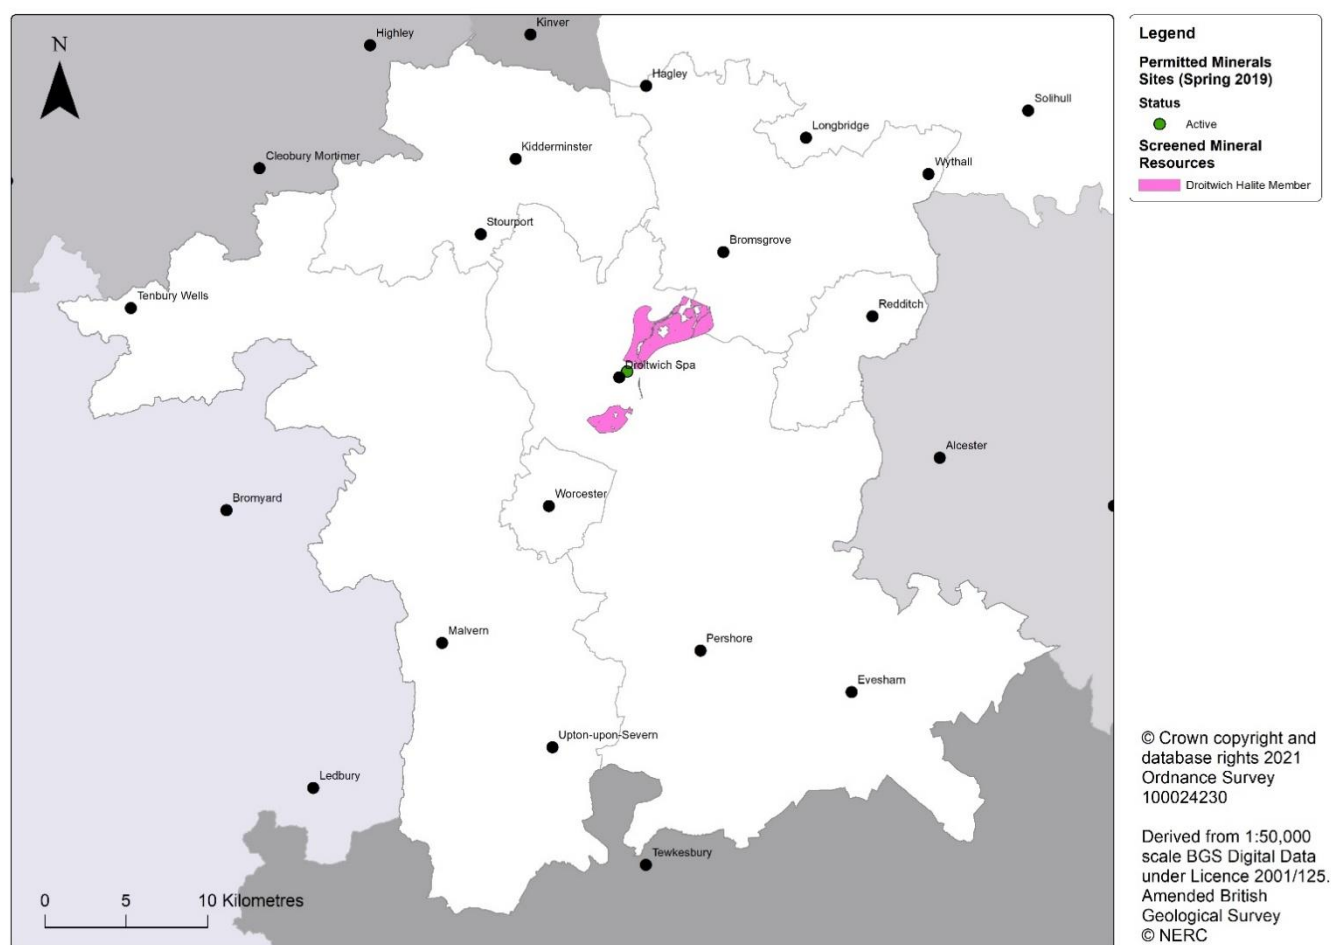 N
Kinver
Highley
Hagley
Solihull
Longbridge
Kidderminster
Cleobury Mortimer
Wythall
Stourport
Bromsgrove
Tenbury Wells
Redditch
Droitwich Spa
Alcester
Bromyard
Worcester
Malvern
Pershore
Evesham
Upton-upon-Severn
Ledbury
Tewkesbury
0 5 10 Kilometres
Legend
Permitted Minerals
Sites (Spring 2019)
Status
Active
Screened Mineral
Resources
Droitwich Halite Member
© Crown copyright and
database rights 2021
Ordnance Survey
100024230
Derived from 1:50,000
scale BGS Digital Data
under Licence 2001/125.
Amended British
Geological Survey
© NERC